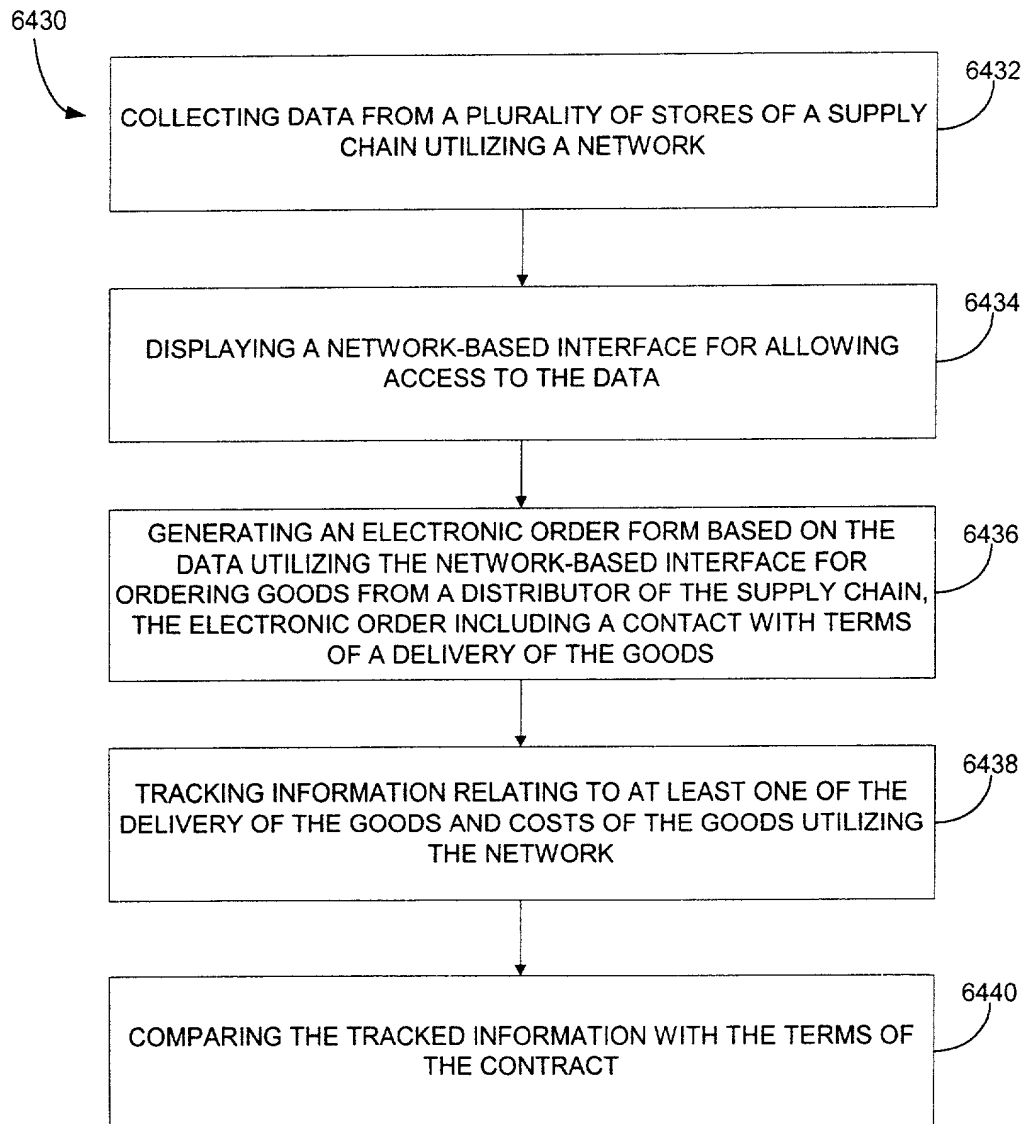 6430
6432
COLLECTING DATA FROM A PLURALITY OF STORES OF A SUPPLY
CHAIN UTILIZING A NETWORK
6434
DISPLAYING A NETWORK-BASED INTERFACE FOR ALLOWING
ACCESS TO THE DATA
6436
GENERATING AN ELECTRONIC ORDER FORM BASED ON THE
DATA UTILIZING THE NETWORK-BASED INTERFACE FOR
ORDERING GOODS FROM A DISTRIBUTOR OF THE SUPPLY CHAIN,
THE ELECTRONIC ORDER INCLUDING A CONTACT WITH TERMS
OF A DELIVERY OF THE GOODS
6438
TRACKING INFORMATION RELATING TO AT LEAST ONE OF THE
DELIVERY OF THE GOODS AND COSTS OF THE GOODS UTILIZING
THE NETWORK
6440
COMPARING THE TRACKED INFORMATION WITH THE TERMS OF
THE CONTRACT